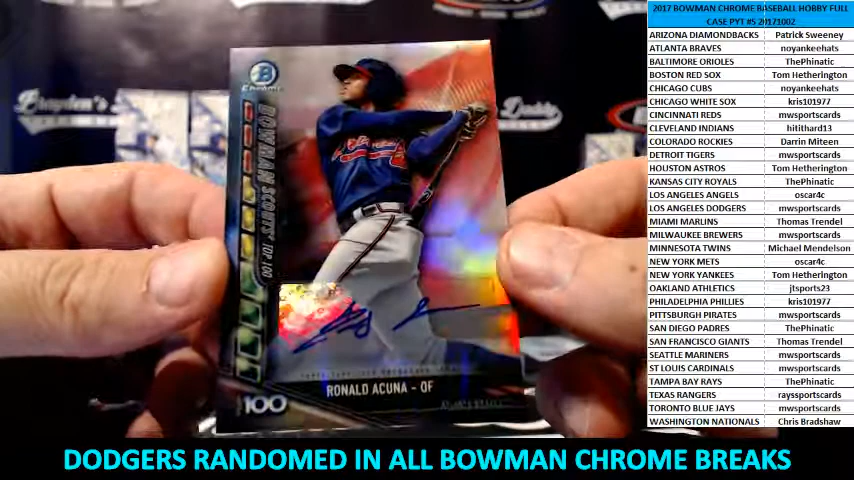 2017 BOWMAN CHROME BASEBALL HOBBY FULL
CASE PYT #5 20171002
ARIZONA DIAMONDBACKS Patrick Sweeney
ATLANTA BRAVES noyankeehats
BALTIMORE ORIOLES ThePhinatic
BOSTON RED SOX Tom Hetherington
CHICAGO CUBS noyankeehats
CHICAGO WHITE SOX kris101977
CINCINNATI REDS mwsportscards
CLEVELAND INDIANS hitithard13
COLORADO ROCKIES Darrin Miteen
DETROIT TIGERS mwsportscards
HOUSTON ASTROS Tom Hetherington
KANSAS CITY ROYALS ThePhinatic
LOS ANGELES ANGELS oscar4c
LOS ANGELES DODGERS mwsportscards
MIAMI MARLINS Thomas Trendel
MILWAUKEE BREWERS mwsportscards
MINNESOTA TWINS Michael Mendelson
NEW YORK METS oscar4c
NEW YORK YANKEES Tom Hetherington
OAKLAND ATHLETICS jtsports23
PHILADELPHIA PHILLIES kris101977
PITTSBURGH PIRATES mwsportscards
SAN DIEGO PADRES ThePhinatic
SAN FRANCISCO GIANTS Thomas Trendel
SEATTLE MARINERS mwsportscards
ST LOUIS CARDINALS mwsportscards
TAMPA BAY RAYS ThePhinatic
TEXAS RANGERS rayssportcards
TORONTO BLUE JAYS mwsportscards
WASHINGTON NATIONALS Chris Bradshaw
Chrome
BOWMAN SCOUTS' TOP 100
RONALD ACUNA - OF
100
DODGERS RANDOMED IN ALL BOWMAN CHROME BREAKS